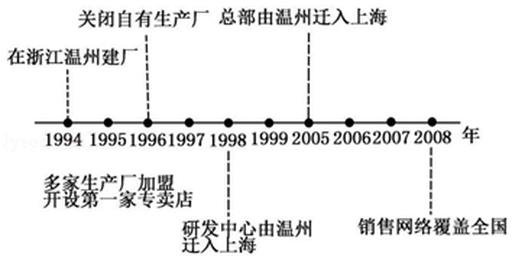 关闭自有生产厂
总部由温州迁入上海
在浙江温州建厂
1994 1995 1996 1997 1998 1999 2005 2006 2007 2008 年
多家生产厂加盟
开设第一家专卖店
研发中心由温州
迁入上海
销售网络覆盖全国